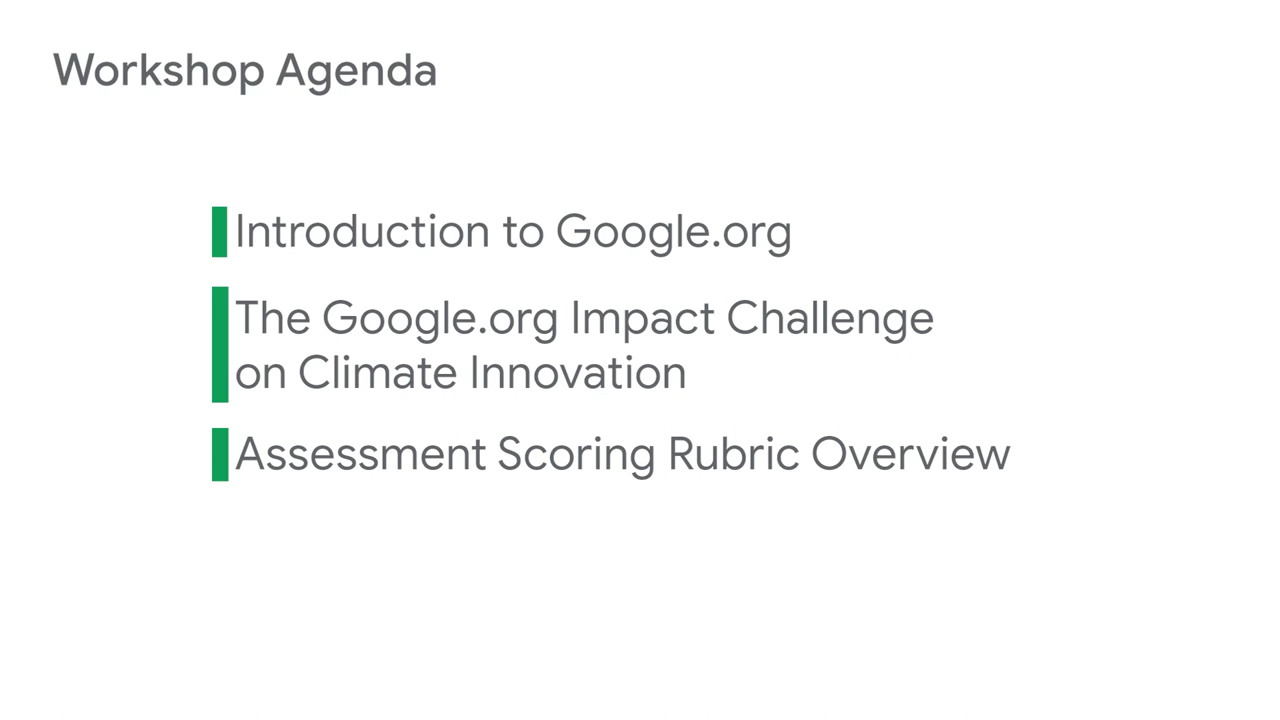 Workshop Agenda
Introduction to Google.org
The Google.org Impact Challenge
on Climate Innovation
Assessment Scoring Rubric Overview